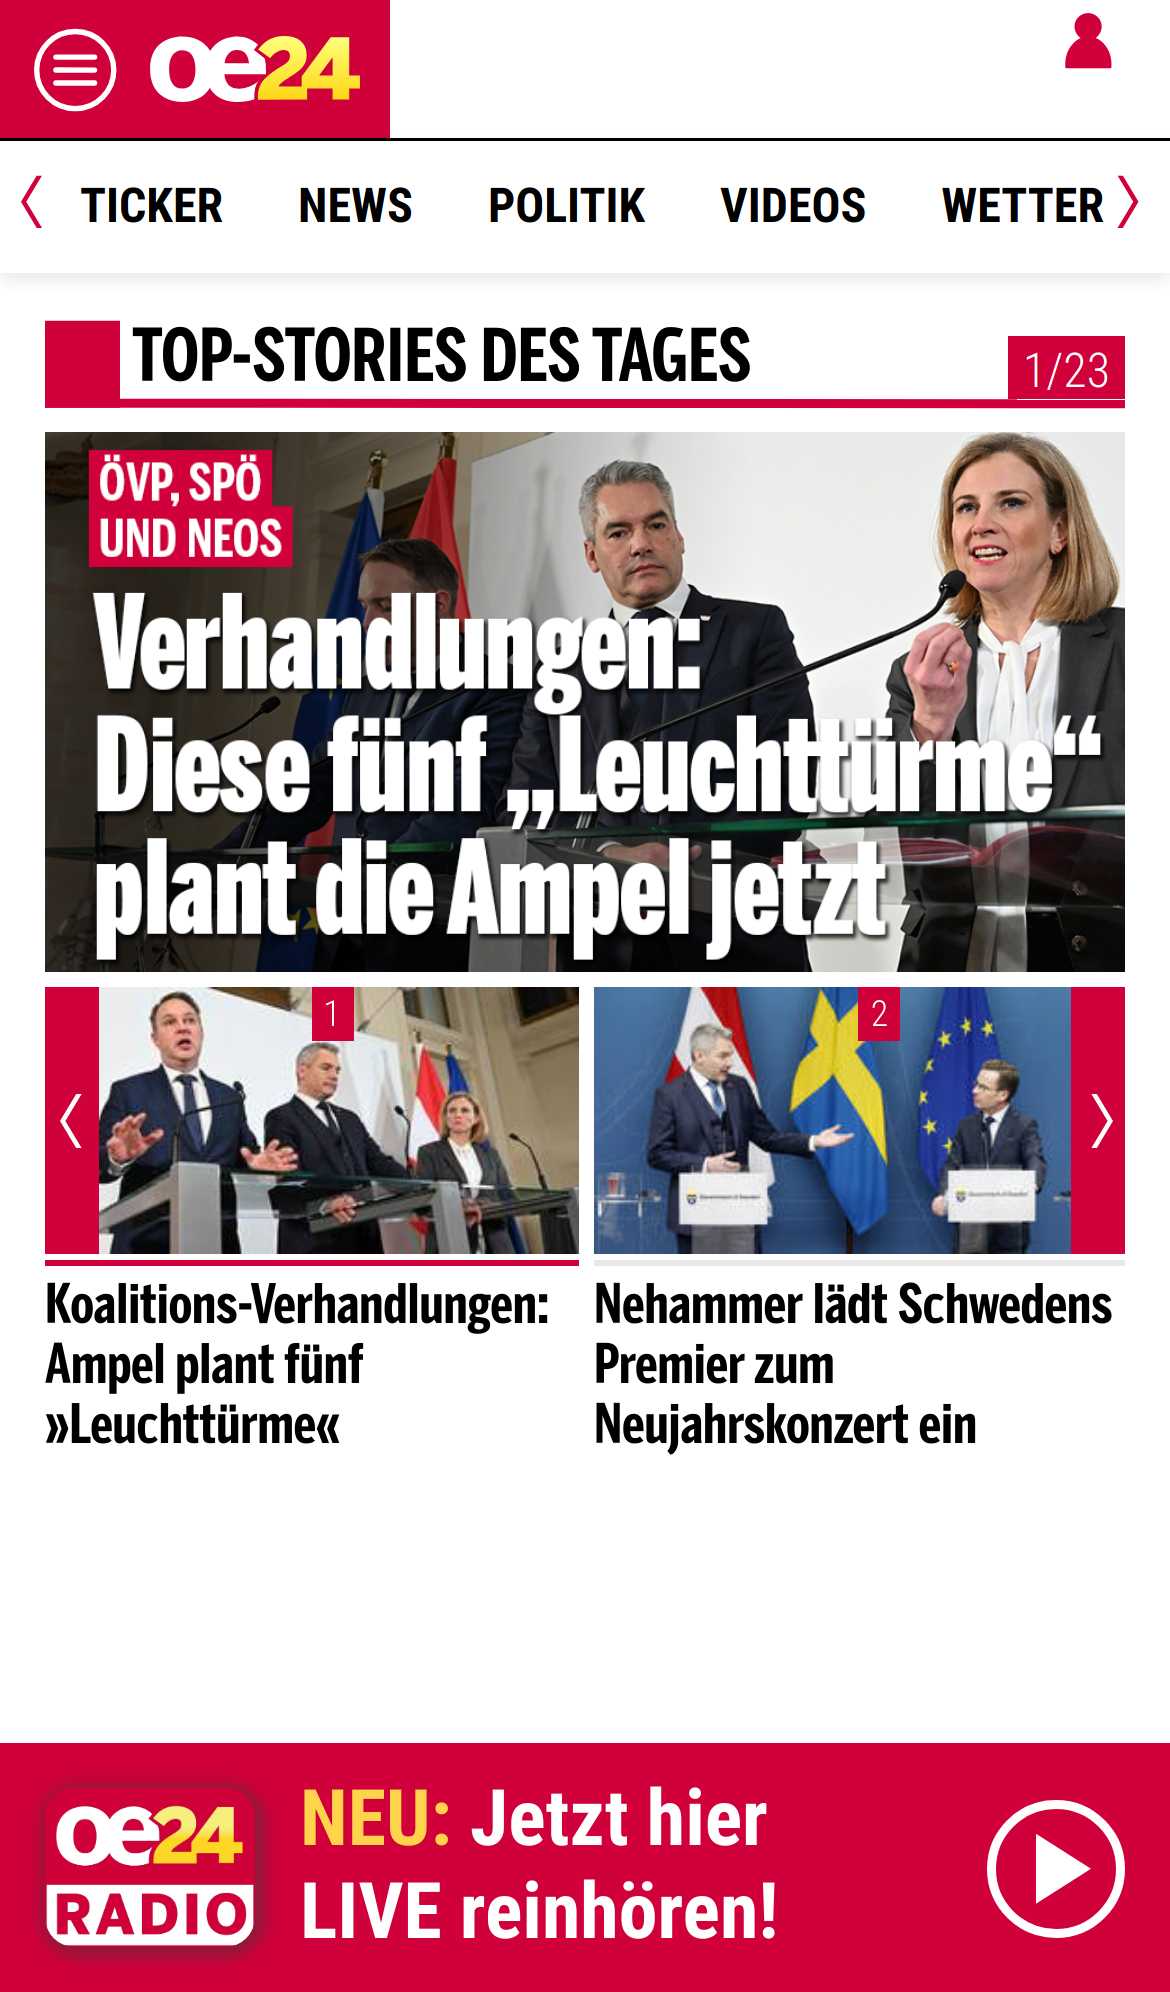 oe24
TICKER NEWS POLITIK VIDEOS WETTER
TOP-STORIES DES TAGES
1/23
ÖVP, SPÖ
UND NEOS
Verhandlungen:
Diese fünf „Leuchttürme“
plant die Ampel jetzt
1
2
Koalitions-Verhandlungen:
Ampel plant fünf
»Leuchttürme«
Nehammer lädt Schwedens
Premier zum
Neujahrskonzert ein
oe24
RADIO
NEU: Jetzt hier
LIVE reinhören!